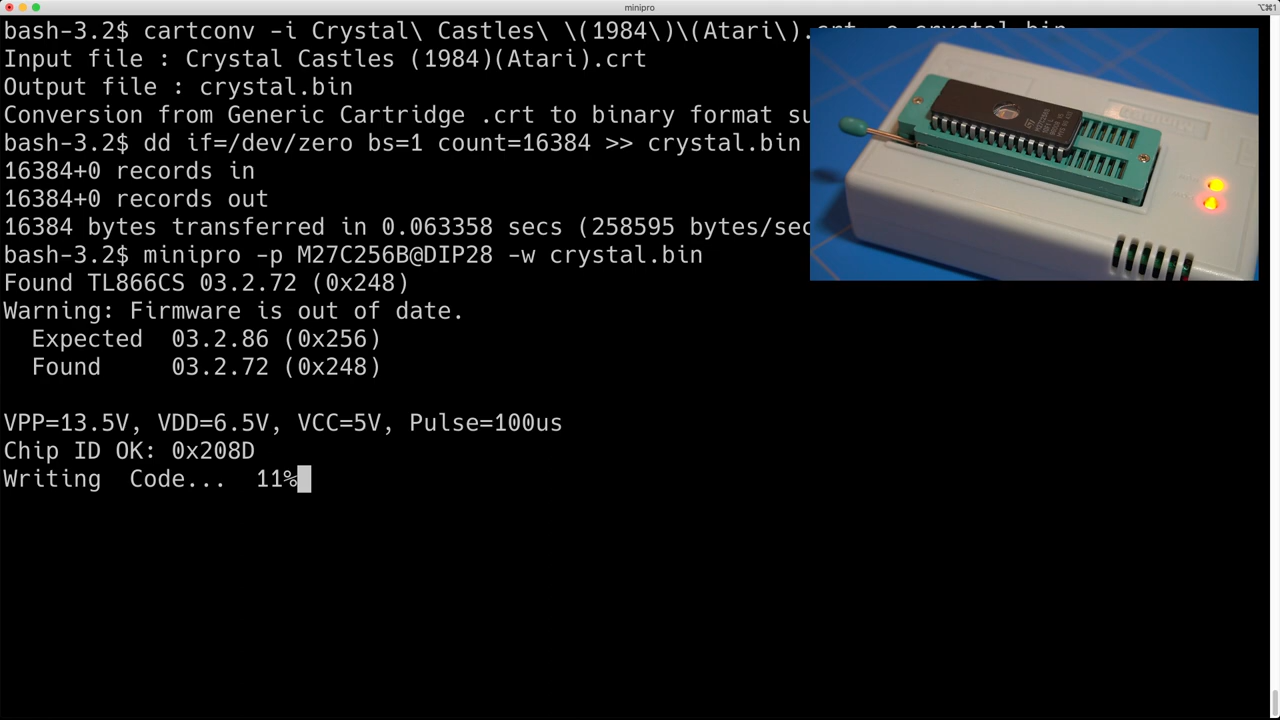 minipro
⌥⌘1
bash-3.2$ cartconv -i Crystal\ Castles\ \(1984\)\(Atari\).crt -o crystal.bin
Input file : Crystal Castles (1984)(Atari).crt
Output file : crystal.bin
Conversion from Generic Cartridge .crt to binary format su
bash-3.2$ dd if=/dev/zero bs=1 count=16384 >> crystal.bin
16384+0 records in
16384+0 records out
16384 bytes transferred in 0.063358 secs (258595 bytes/sec
bash-3.2$ minipro -p M27C256B@DIP28 -w crystal.bin
Found TL866CS 03.2.72 (0x248)
Warning: Firmware is out of date.
Expected 03.2.86 (0x256)
Found 03.2.72 (0x248)
VPP=13.5V, VDD=6.5V, VCC=5V, Pulse=100us
Chip ID OK: 0x208D
Writing Code... 11%